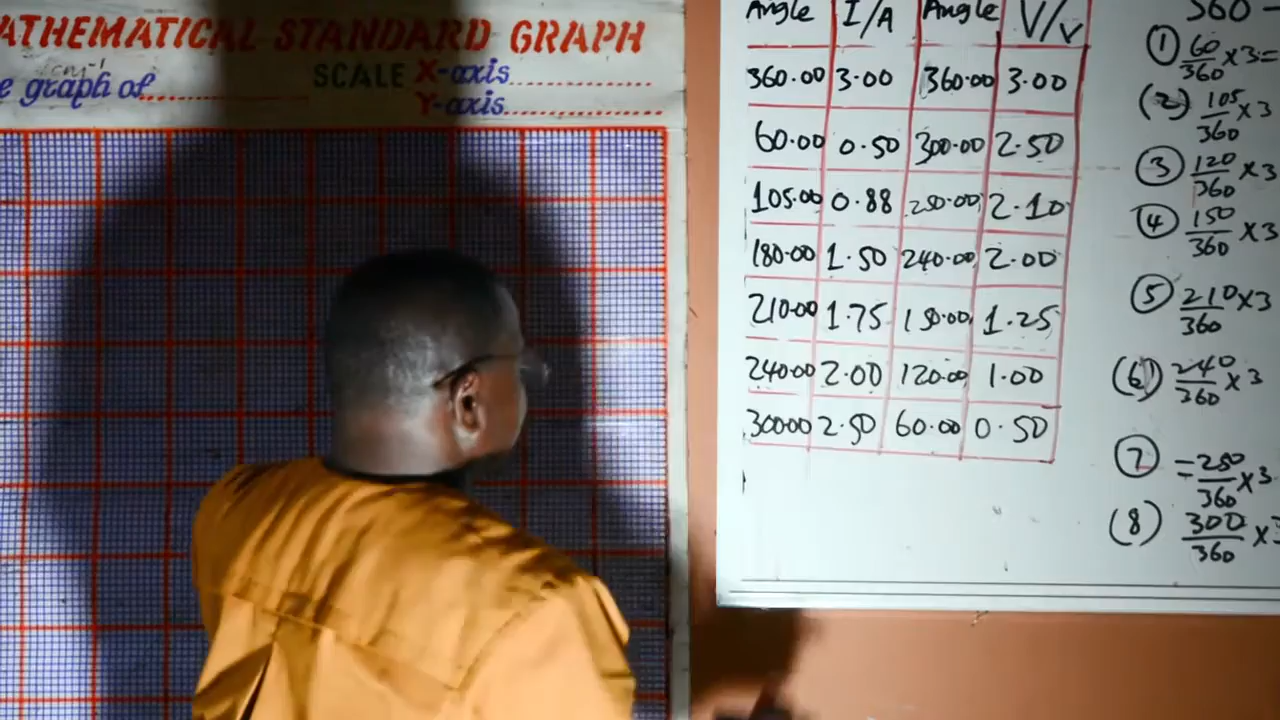 ATHEMATICAL STANDARD GRAPH
cm-1
e graph of.......... SCALE X-axis..........
Y-axis..........
Angle I/A Angle V/v
360.00 3.00 360.00 3.00
60.00 0.50 300.00 2.50
105.00 0.88 250.00 2.10
180.00 1.50 240.00 2.00
210.00 1.75 150.00 1.25
240.00 2.00 120.00 1.00
300.00 2.50 60.00 0.50
360 -
① 60/360 × 3 =
(2) 105/360 × 3
③ 120/360 × 3
④ 150/360 × 3
⑤ 210/360 × 3
(6) 240/360 × 3
⑦ = 250/360 × 3
(8) 300/360 × 3